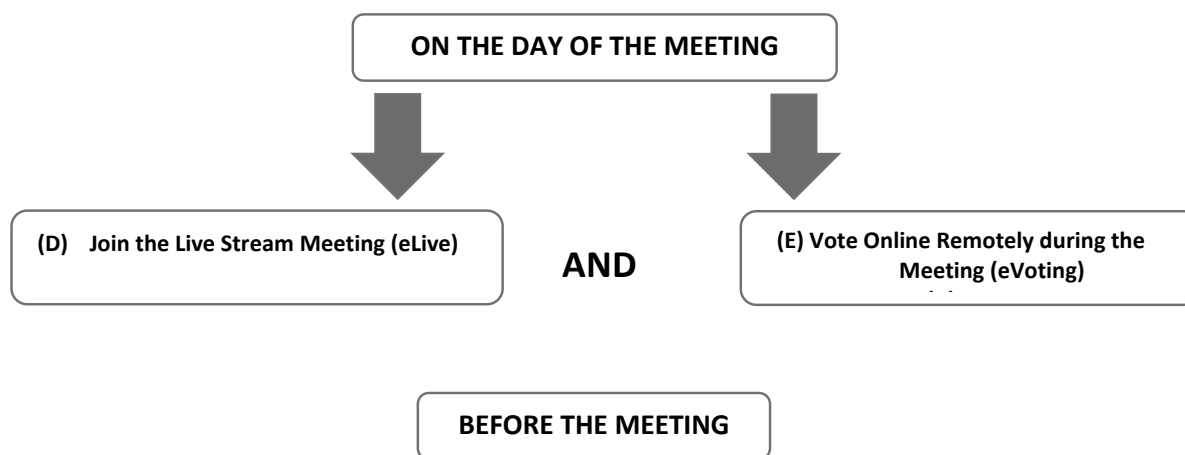 ON THE DAY OF THE MEETING
(D) Join the Live Stream Meeting (eLive)
AND
(E) Vote Online Remotely during the
Meeting (eVoting)
BEFORE THE MEETING